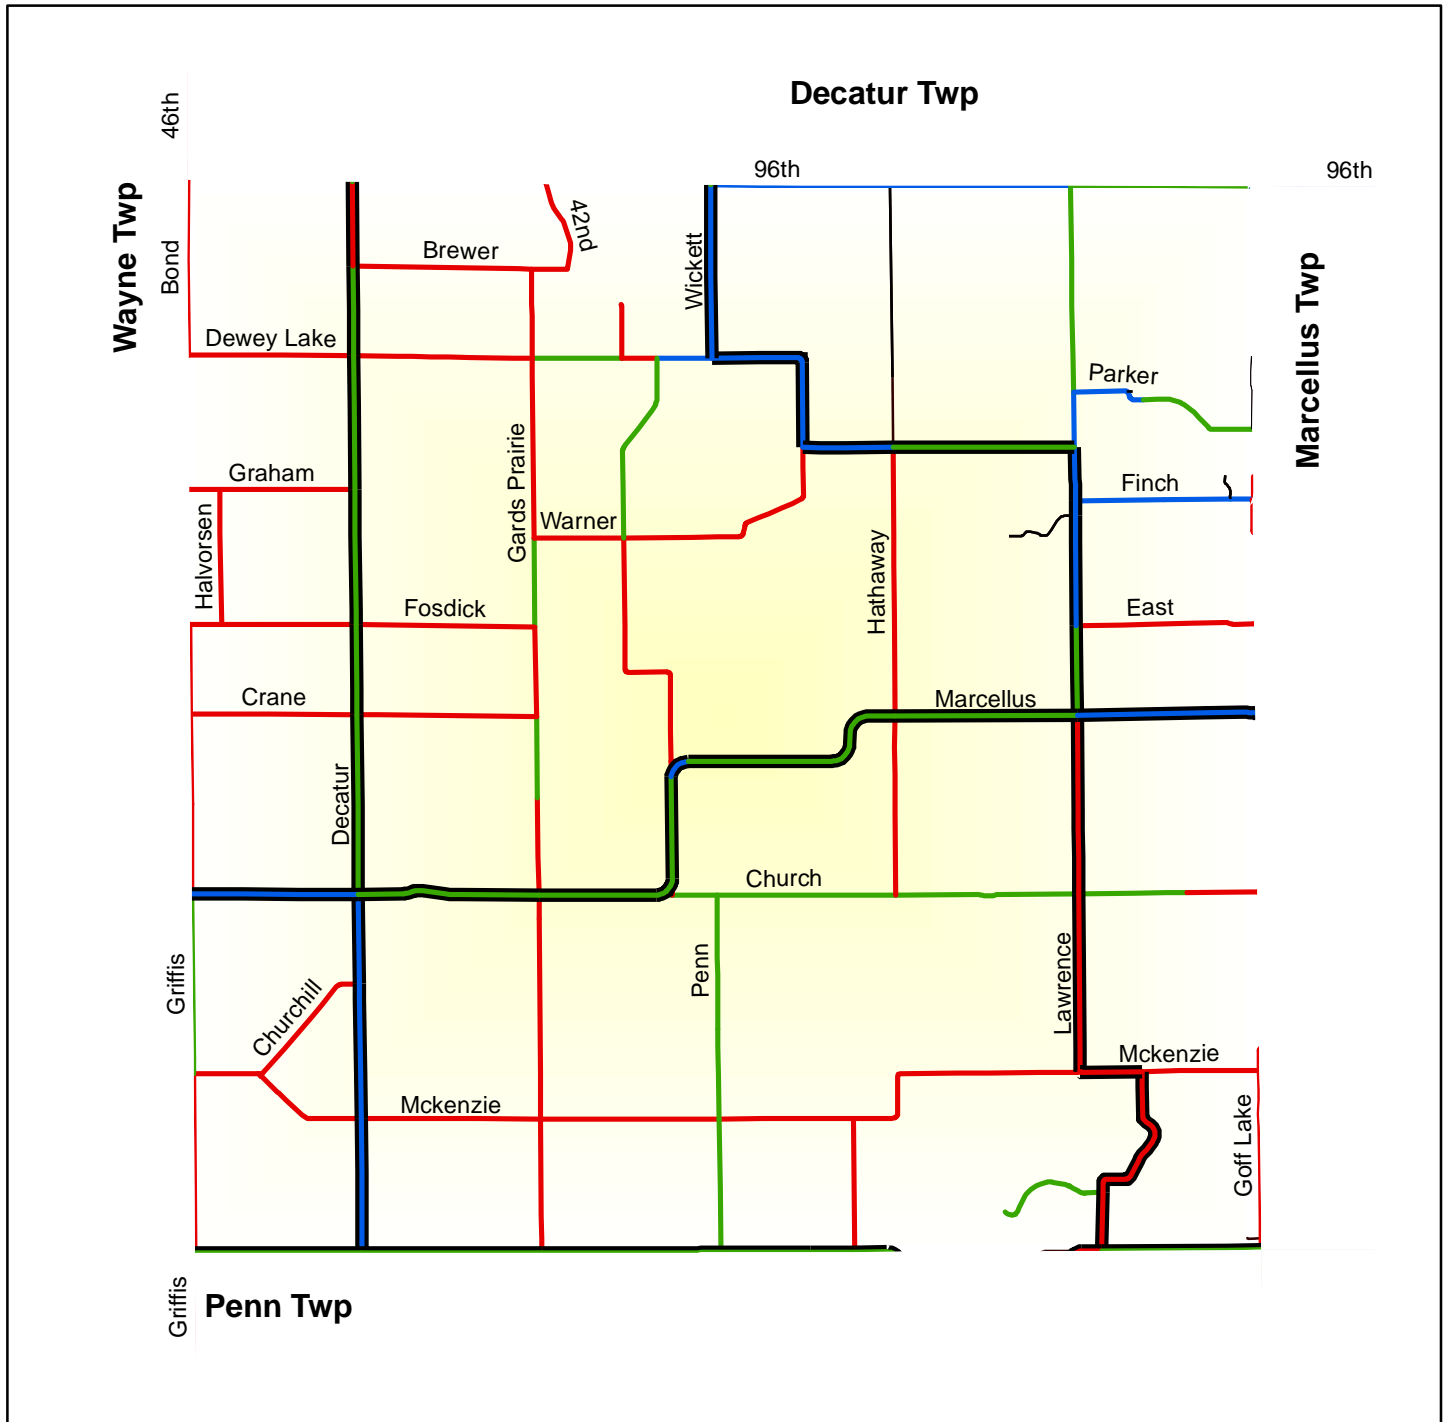 Decatur Twp
46th
96th
96th
Wayne Twp
Bond
42nd
Brewer
Wickett
Dewey Lake
Marcellus Twp
Parker
Graham
Gards Prairie
Finch
Halvorsen
Warner
Hathaway
Fosdick
East
Crane
Marcellus
Decatur
Church
Griffis
Churchill
Penn
Lawrence
Mckenzie
Mckenzie
Goff Lake
Griffis
Penn Twp